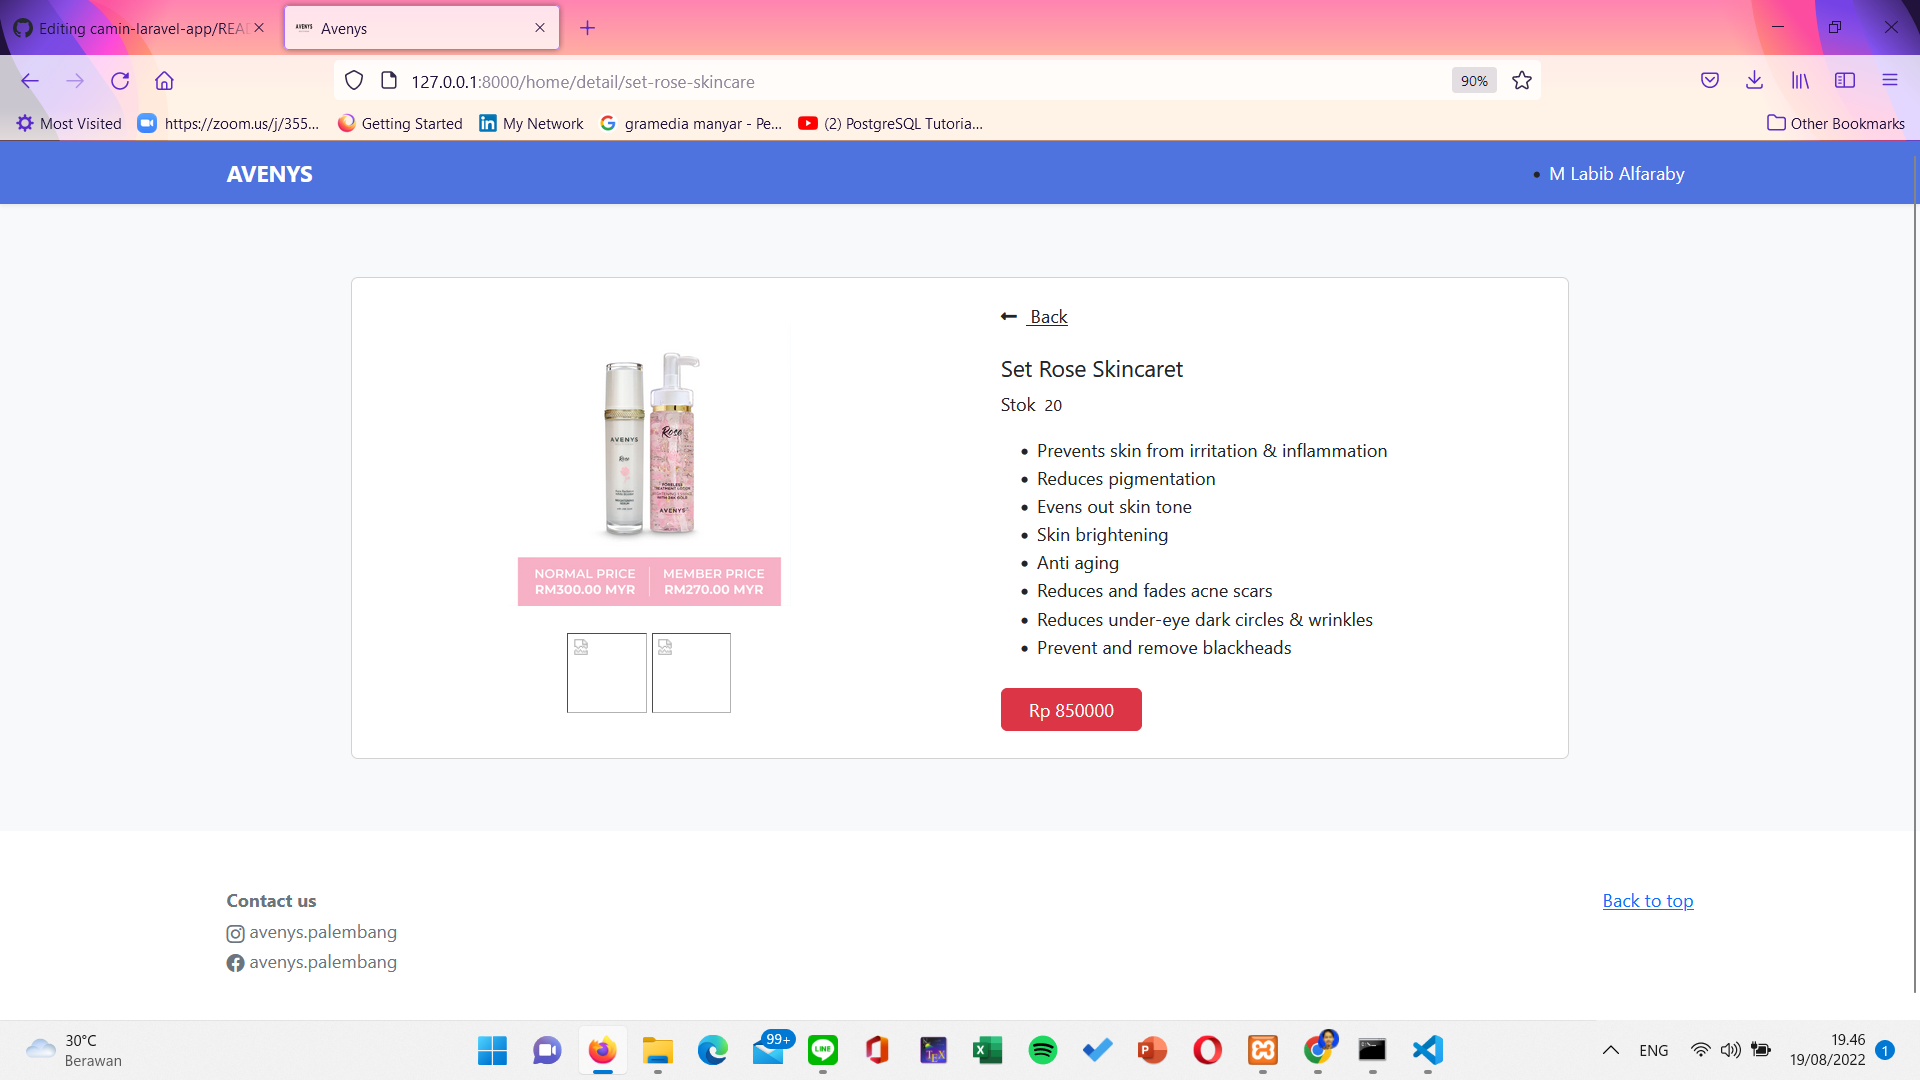 Editing camin-laravel-app/REA
Avenys
127.0.0.1:8000/home/detail/set-rose-skincare
90%
Most Visited
https://zoom.us/j/355...
Getting Started
My Network
gramedia manyar - Pe...
(2) PostgreSQL Tutoria...
Other Bookmarks
AVENYS
M Labib Alfaraby
Back
Set Rose Skincaret
Stok 20
Prevents skin from irritation & inflammation
Reduces pigmentation
Evens out skin tone
Skin brightening
Anti aging
Reduces and fades acne scars
Reduces under-eye dark circles & wrinkles
Prevent and remove blackheads
Rp 850000
AVENYS
Rose
Rose
AVENYS
NORMAL PRICE
RM300.00 MYR
MEMBER PRICE
RM270.00 MYR
Contact us
avenys.palembang
avenys.palembang
Back to top
30°C
Berawan
99+
LINE
ENG
19.46
19/08/2022
1